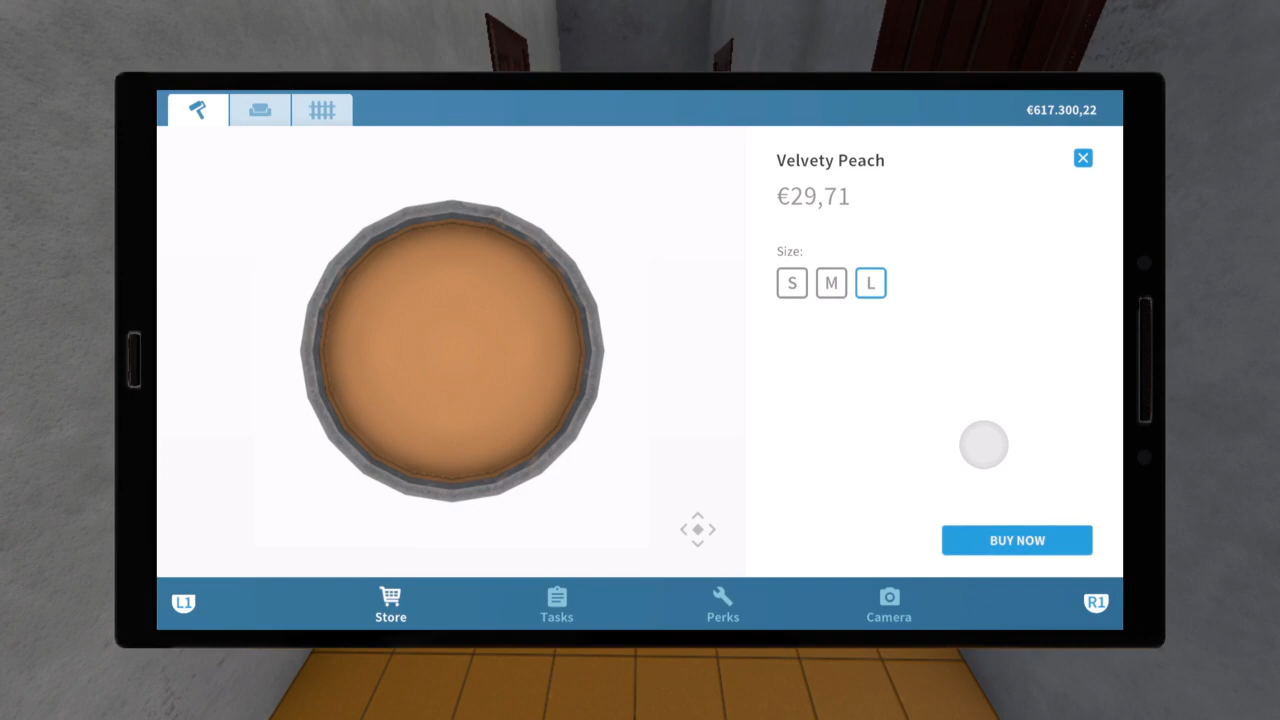 €617.300,22
Velvety Peach
€29,71
Size:
S M L
BUY NOW
L1
Store
Tasks
Perks
Camera
R1